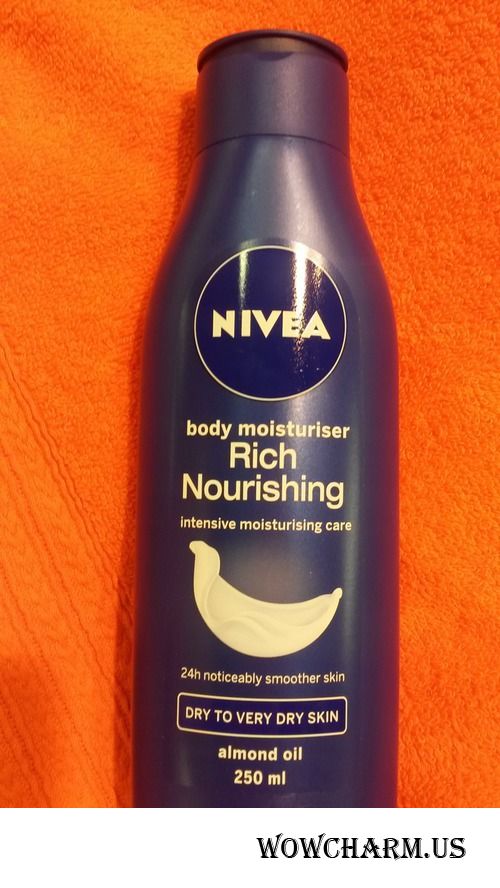 NIVEA
body moisturiser
Rich
Nourishing
intensive moisturising care
24h noticeably smoother skin
DRY TO VERY DRY SKIN
almond oil
250 ml
WOWCHARM.US